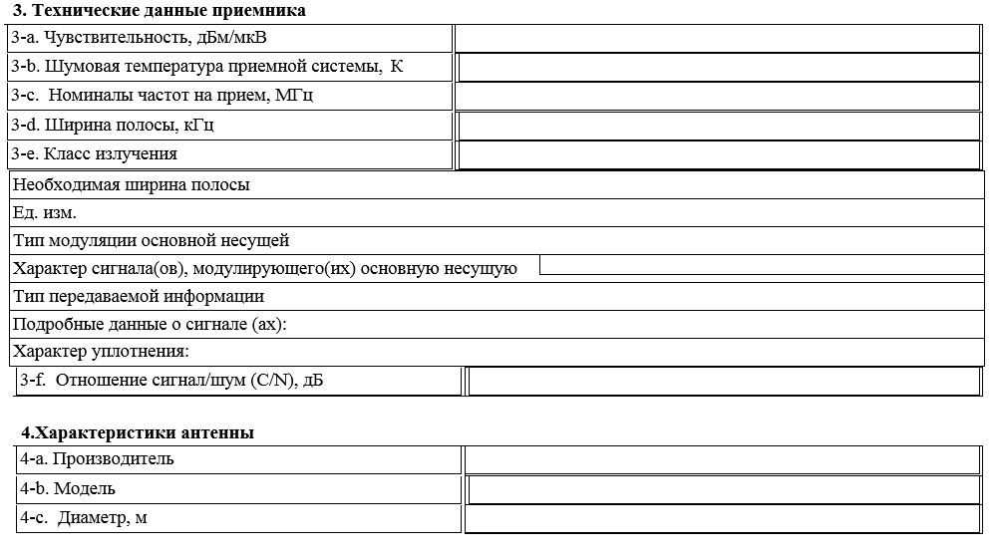 3. Технические данные приемника
3-a. Чувствительность, дБм/мкВ
3-b. Шумовая температура приемной системы, К
3-c. Номиналы частот на прием, МГц
3-d. Ширина полосы, кГц
3-e. Класс излучения
Необходимая ширина полосы
Ед. изм.
Тип модуляции основной несущей
Характер сигнала(ов), модулирующего(их) основную несущую
Тип передаваемой информации
Подробные данные о сигнале (ах):
Характер уплотнения:
3-f. Отношение сигнал/шум (C/N), дБ
4.Характеристики антенны
4-a. Производитель
4-b. Модель
4-c. Диаметр, м